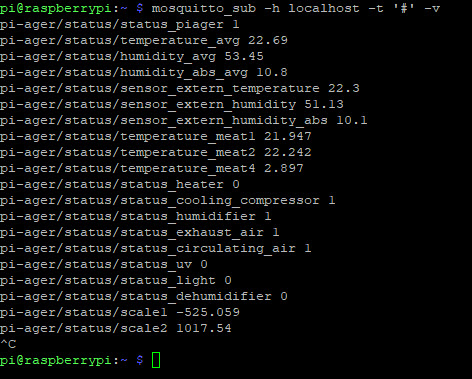 pi@raspberrypi:~ $ mosquitto_sub -h localhost -t '#' -v
pi-ager/status/status_piager 1
pi-ager/status/temperature_avg 22.69
pi-ager/status/humidity_avg 53.45
pi-ager/status/humidity_abs_avg 10.8
pi-ager/status/sensor_extern_temperature 22.3
pi-ager/status/sensor_extern_humidity 51.13
pi-ager/status/sensor_extern_humidity_abs 10.1
pi-ager/status/temperature_meat1 21.947
pi-ager/status/temperature_meat2 22.242
pi-ager/status/temperature_meat4 2.897
pi-ager/status/status_heater 0
pi-ager/status/status_cooling_compressor 1
pi-ager/status/status_humidifier 1
pi-ager/status/status_exhaust_air 1
pi-ager/status/status_circulating_air 1
pi-ager/status/status_uv 0
pi-ager/status/status_light 0
pi-ager/status/status_dehumidifier 0
pi-ager/status/scale1 -525.059
pi-ager/status/scale2 1017.54
^C
pi@raspberrypi:~ $